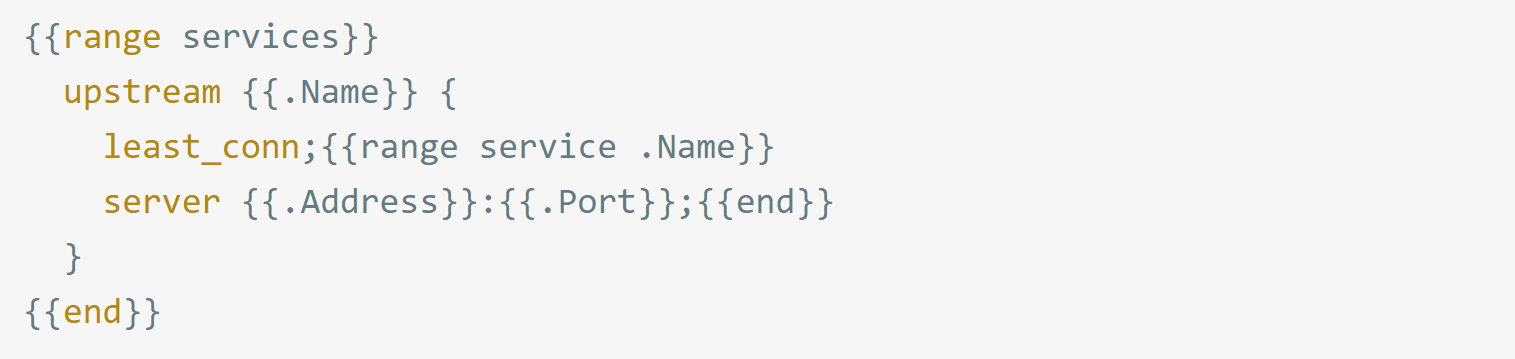 {{range services}}
upstream {{.Name}} {
least_conn;{{range service .Name}}
server {{.Address}}:{{.Port}};{{end}}
}
{{end}}